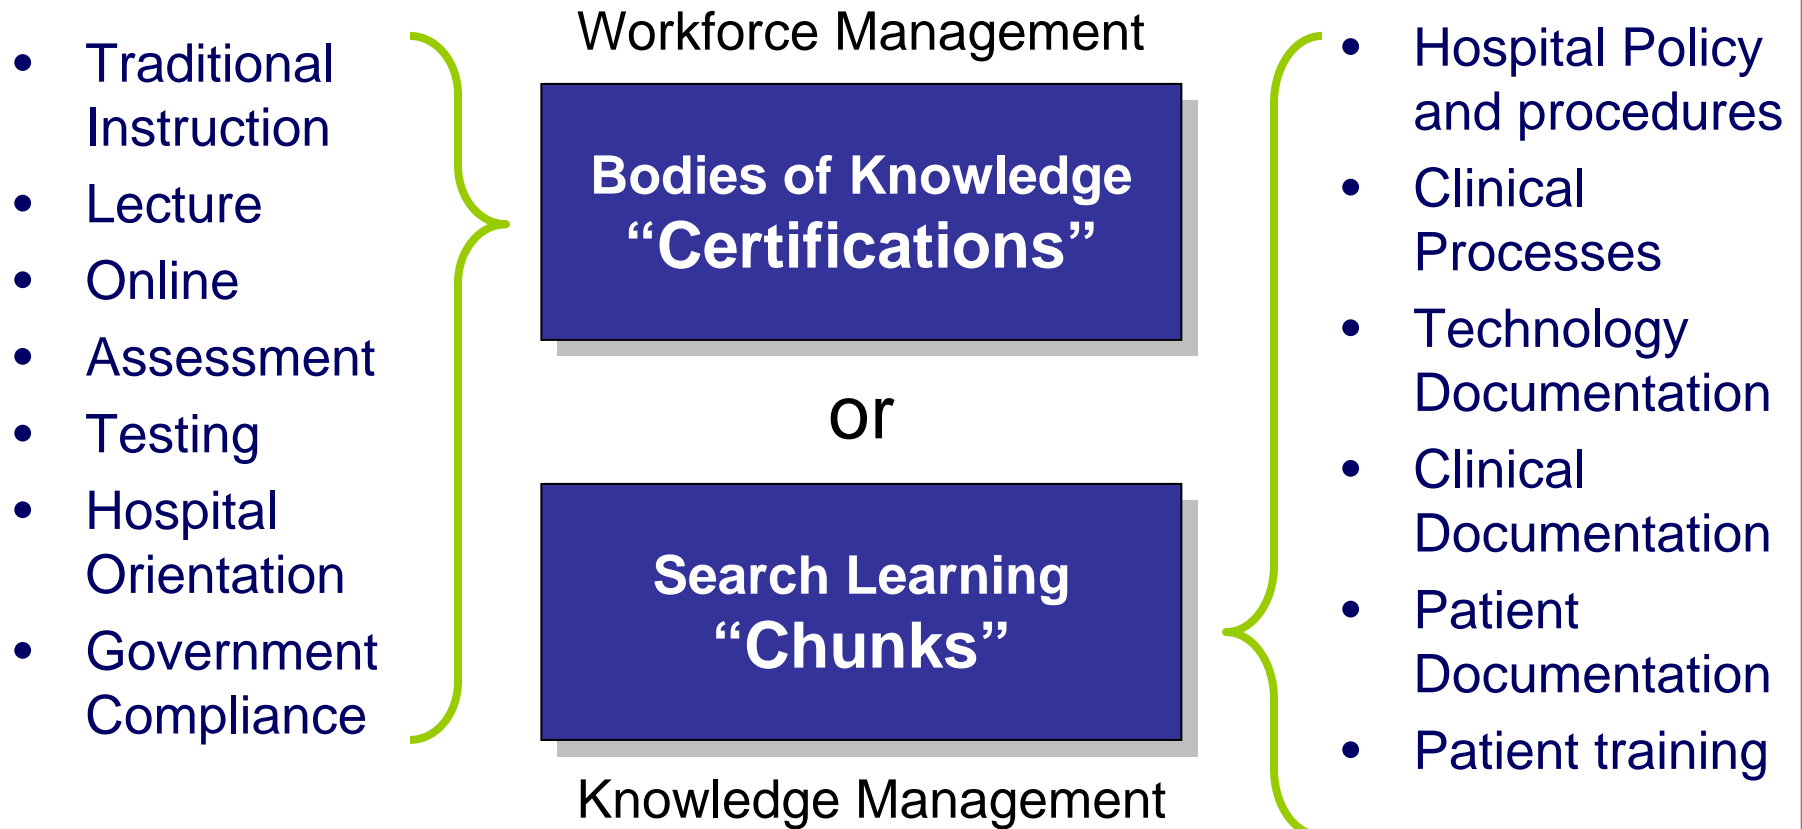 • Traditional
Instruction
• Lecture
• Online
• Assessment
• Testing
• Hospital
Orientation
• Government
Compliance
Workforce Management
Bodies of Knowledge
“Certifications”
or
Search Learning
“Chunks”
Knowledge Management
• Hospital Policy
and procedures
• Clinical
Processes
• Technology
Documentation
• Clinical
Documentation
• Patient
Documentation
• Patient training